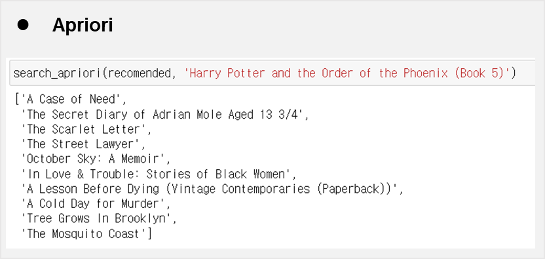 ● Apriori
search_apriori(recomended, 'Harry Potter and the Order of the Phoenix (Book 5)')
['A Case of Need',
'The Secret Diary of Adrian Mole Aged 13 3/4',
'The Scarlet Letter',
'The Street Lawyer',
'October Sky: A Memoir',
'In Love & Trouble: Stories of Black Women',
'A Lesson Before Dying (Vintage Contemporaries (Paperback))',
'A Cold Day for Murder',
'Tree Grows In Brooklyn',
'The Mosquito Coast']